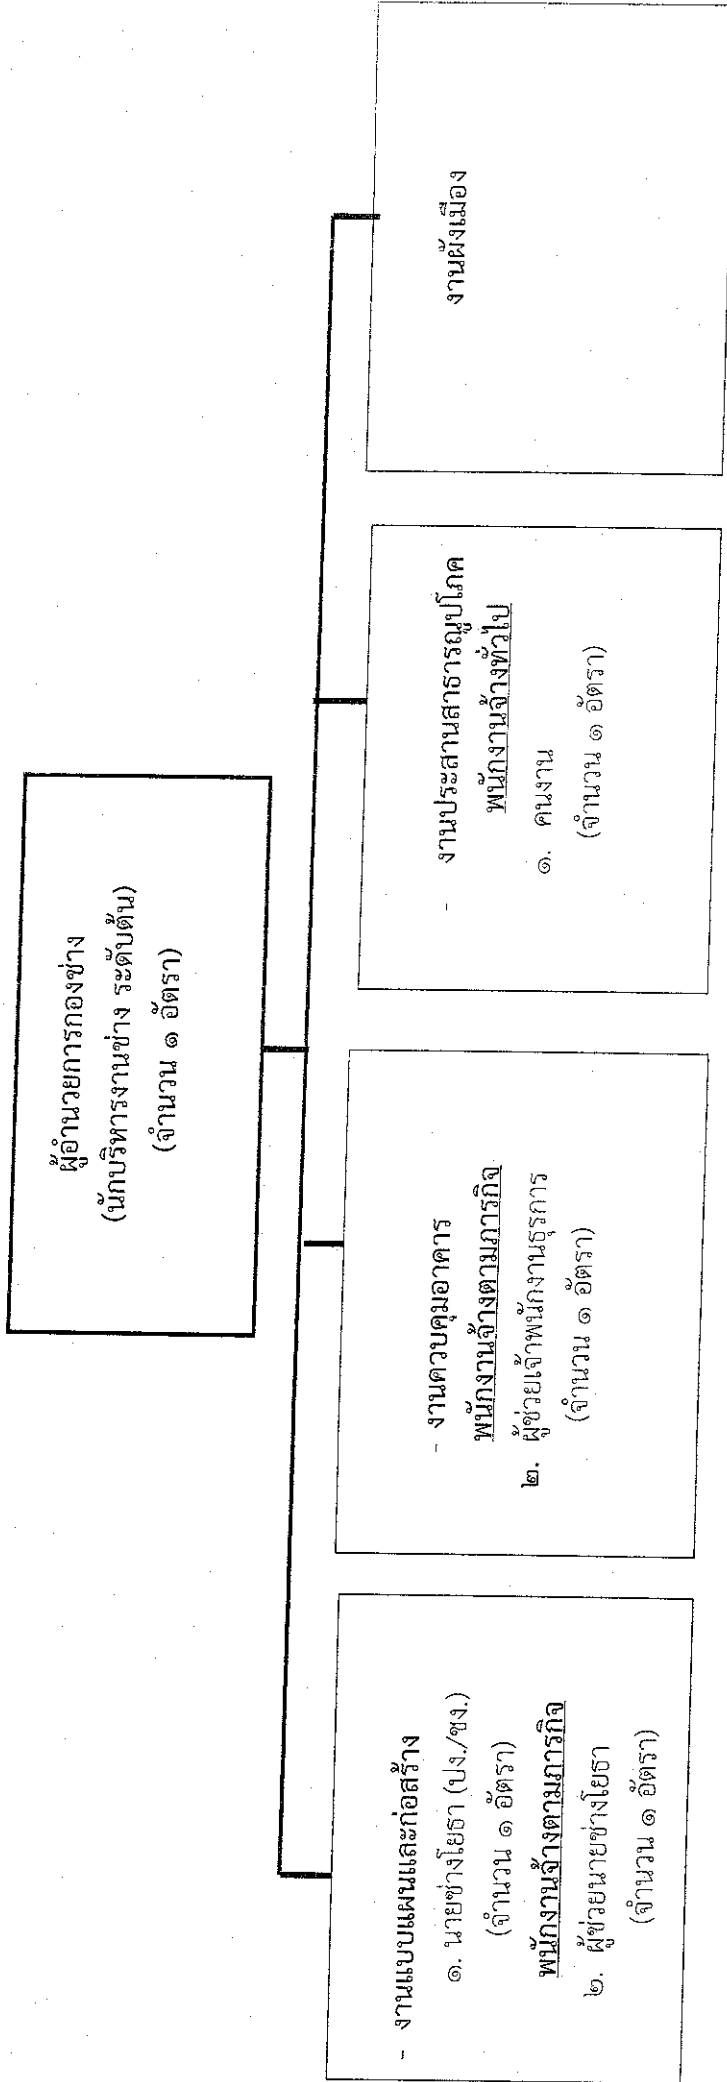 ผู้อำนวยการกองช่าง
(นักบริหารงานช่าง ระดับต้น)
(จำนวน ๑ อัตรา)
- งานแบบแผนและก่อสร้าง
๑. นายช่างโยธา (ปง./ชง.)
(จำนวน ๑ อัตรา)
พนักงานจ้างตามภารกิจ
๒. ผู้ช่วยนายช่างโยธา
(จำนวน ๑ อัตรา)
- งานควบคุมอาคาร
พนักงานจ้างตามภารกิจ
๒. ผู้ช่วยเจ้าพนักงานธุรการ
(จำนวน ๑ อัตรา)
- งานประสานสาธารณูปโภค
พนักงานจ้างทั่วไป
๑. คนงาน
(จำนวน ๑ อัตรา)
งานผังเมือง